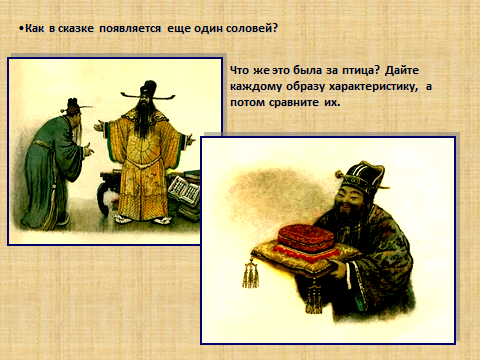 •Как в сказке появляется еще один соловей?
Что же это была за птица? Дайте
каждому образу характеристику, а
потом сравните их.